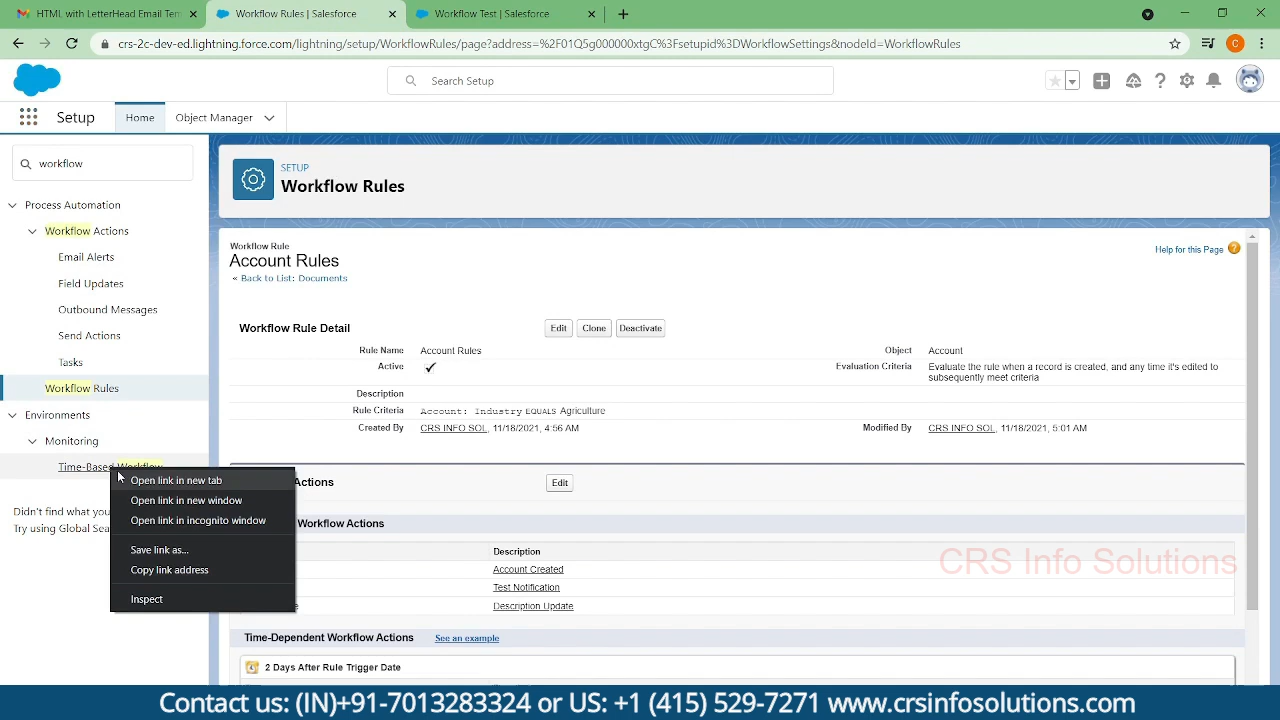 HTML with LetterHead Email Tem
Workflow Rules | Salesforce
Workflow Test | Salesforce
crs-2c-dev-ed.lightning.force.com/lightning/setup/WorkflowRules/page?address=%2F01Q5g000000xtgC%3Fsetupid%3DWorkflowSettings&nodeId=WorkflowRules
C
Search Setup
Setup
Home
Object Manager
workflow
Process Automation
Workflow Actions
Email Alerts
Field Updates
Outbound Messages
Send Actions
Tasks
Workflow Rules
Environments
Monitoring
Time-Based Workflow
Didn't find what you
Try using Global Sea
Open link in new tab
Open link in new window
Open link in incognito window
Save link as...
Copy link address
Inspect
SETUP
Workflow Rules
Workflow Rule
Account Rules
« Back to List: Documents
Help for this Page ?
Workflow Rule Detail
Edit
Clone
Deactivate
Rule Name Account Rules
Object Account
Active ✓
Evaluation Criteria Evaluate the rule when a record is created, and any time it's edited to
subsequently meet criteria
Description
Rule Criteria Account: Industry EQUALS Agriculture
Created By CRS INFO SOL, 11/18/2021, 4:56 AM
Modified By CRS INFO SOL, 11/18/2021, 5:01 AM
Actions
Edit
Workflow Actions
Description
Account Created
Test Notification
Description Update
CRS Info Solutions
Time-Dependent Workflow Actions See an example
2 Days After Rule Trigger Date
Contact us: (IN)+91-7013283324 or US: +1 (415) 529-7271 www.crsinfosolutions.com